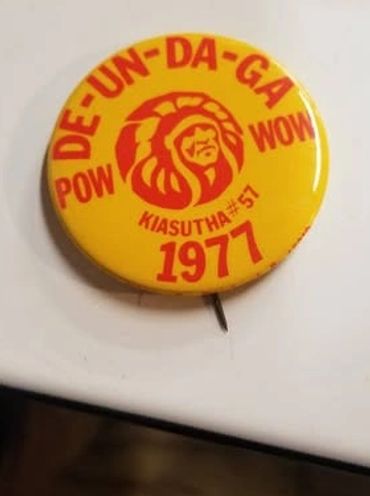 DE-UN-DA-GA
POW WOW
KIASUTHA #57
1977